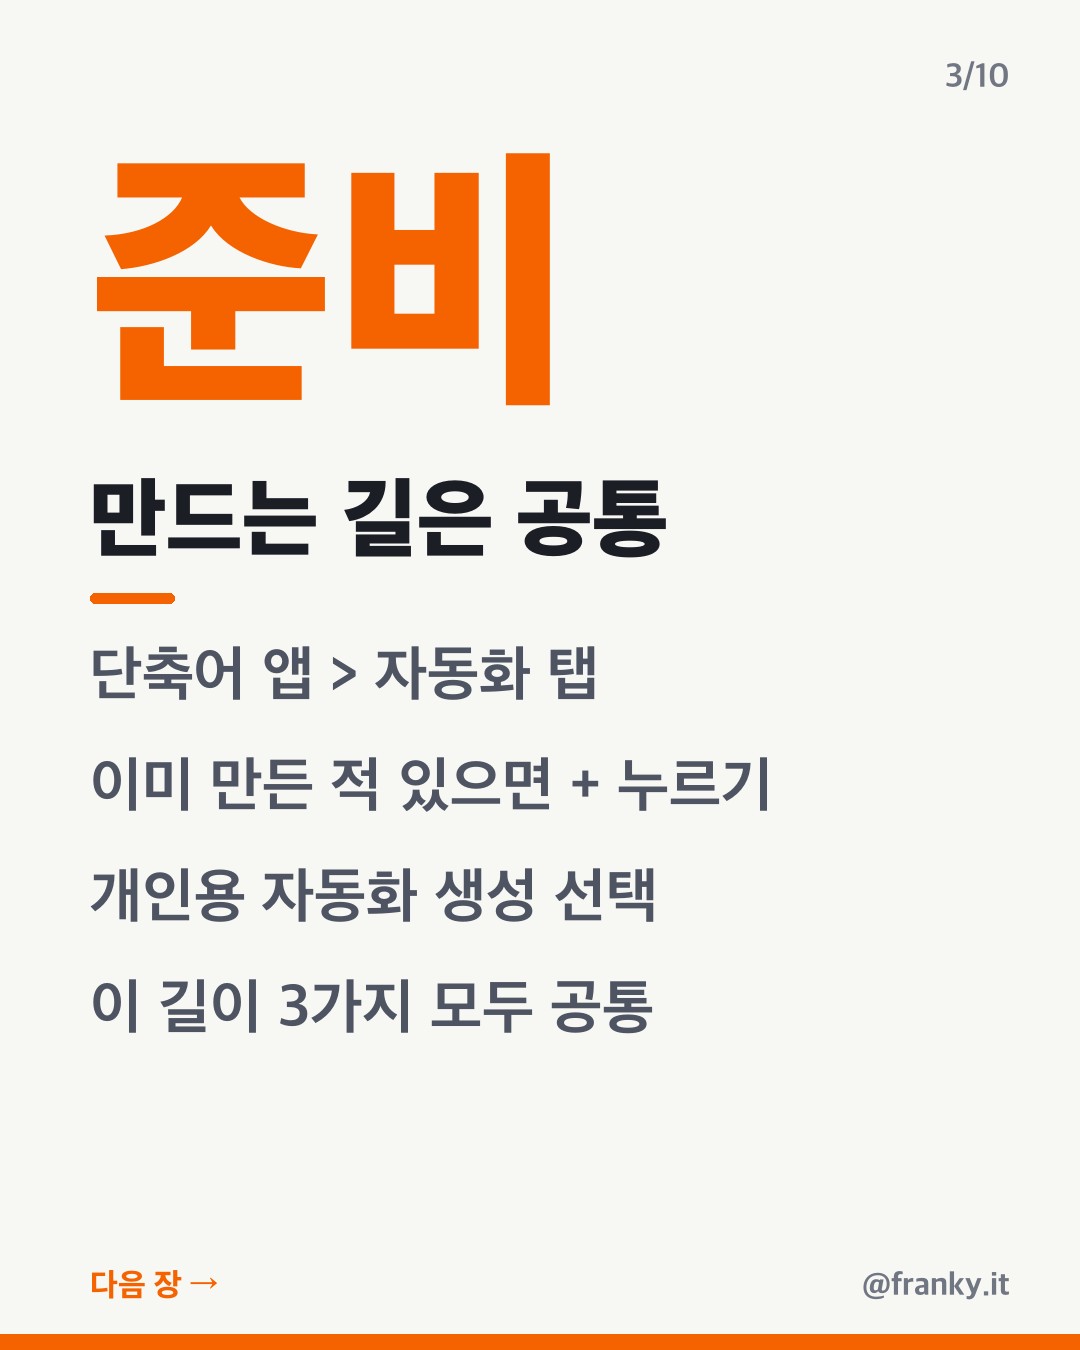 3/10
준비
만드는 길은 공통
단축어 앱 > 자동화 탭
이미 만든 적 있으면 + 누르기
개인용 자동화 생성 선택
이 길이 3가지 모두 공통
다음 장 →
@franky.it